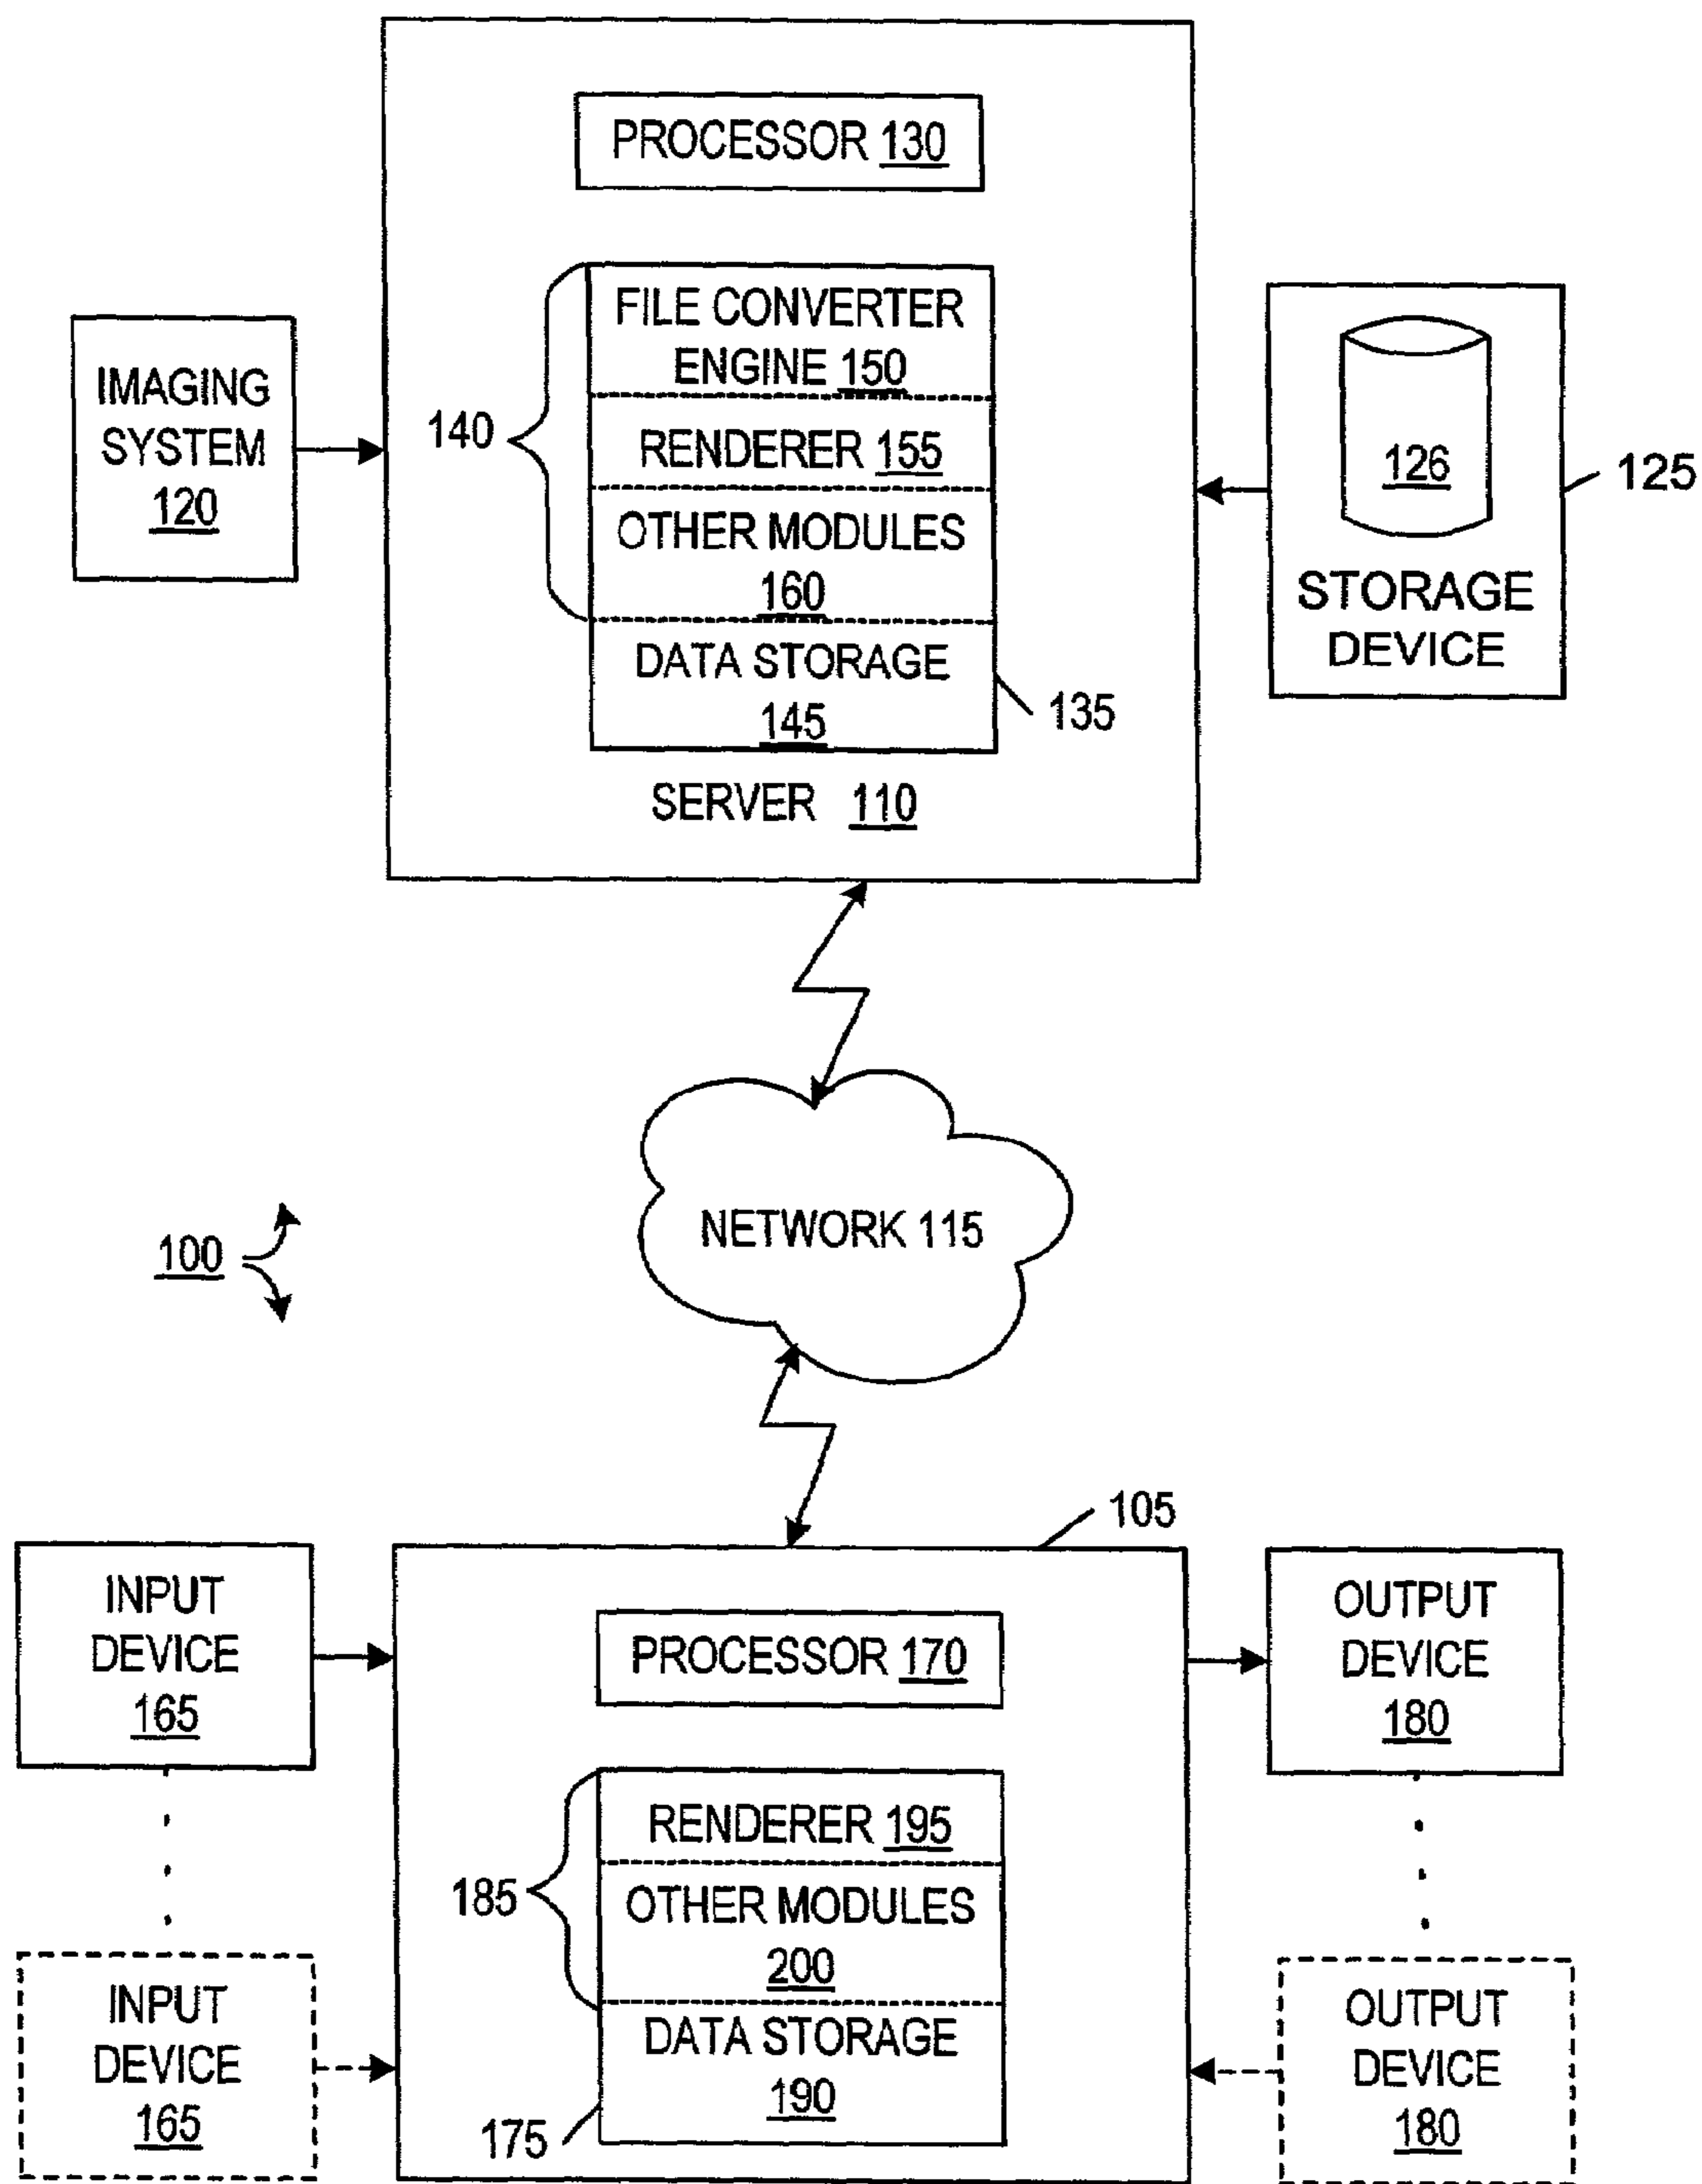 PROCESSOR 130
FILE CONVERTER
ENGINE 150
RENDERER 155
OTHER MODULES
160
DATA STORAGE
145
SERVER 110
140
135
IMAGING
SYSTEM
120
126
STORAGE
DEVICE
125
NETWORK 115
100
105
INPUT
DEVICE
165
PROCESSOR 170
OUTPUT
DEVICE
180
RENDERER 195
OTHER MODULES
200
DATA STORAGE
190
185
175
INPUT
DEVICE
165
OUTPUT
DEVICE
180